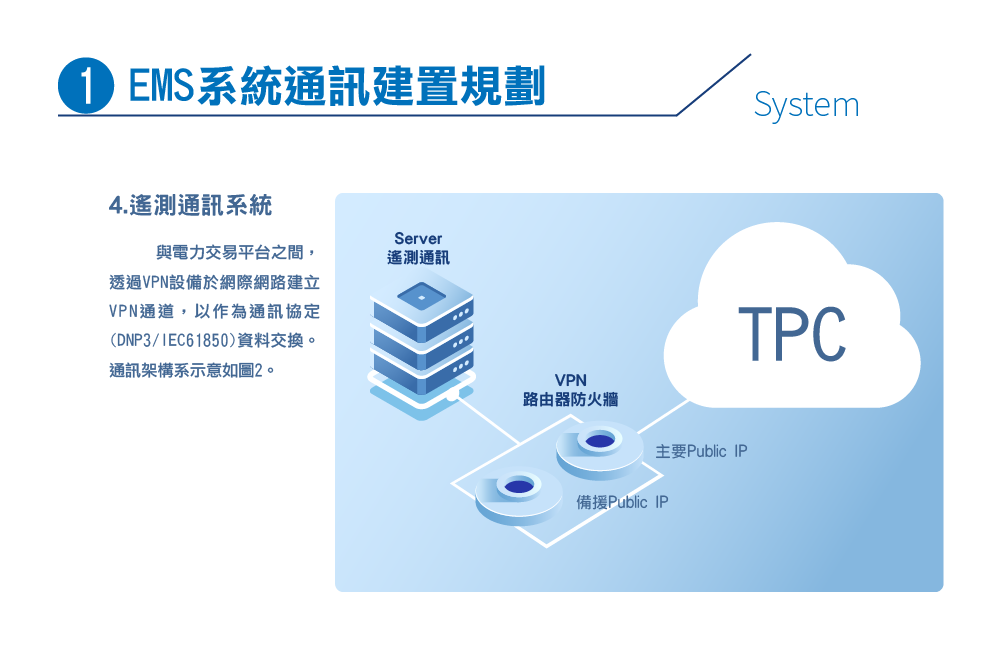 1 EMS系統通訊建置規劃
System
4.遙測通訊系統
與電力交易平台之間，
透過VPN設備於網際網路建立
VPN通道，以作為通訊協定
(DNP3/IEC61850)資料交換。
通訊架構系示意如圖2。
Server
遙測通訊
TPC
VPN
路由器防火牆
主要Public IP
備援Public IP